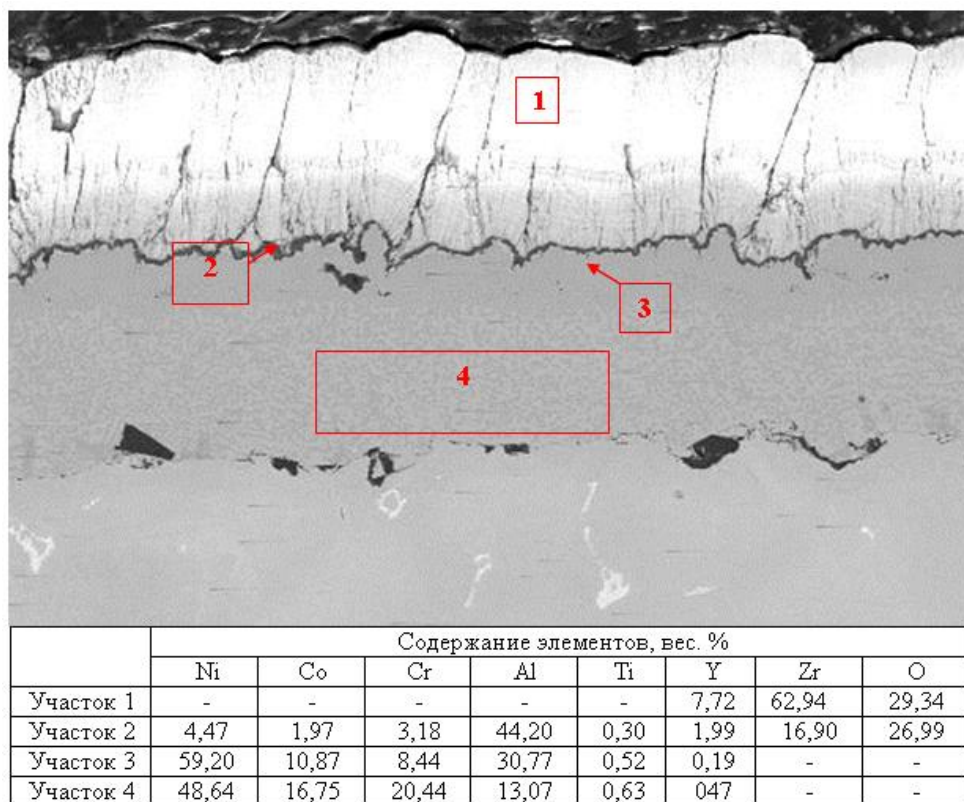 1
2
3
4
Содержание элементов, вес. %
Ni Co Cr Al Ti Y Zr O
Участок 1 - - - - - 7,72 62,94 29,34
Участок 2 4,47 1,97 3,18 44,20 0,30 1,99 16,90 26,99
Участок 3 59,20 10,87 8,44 30,77 0,52 0,19 - -
Участок 4 48,64 16,75 20,44 13,07 0,63 047 - -